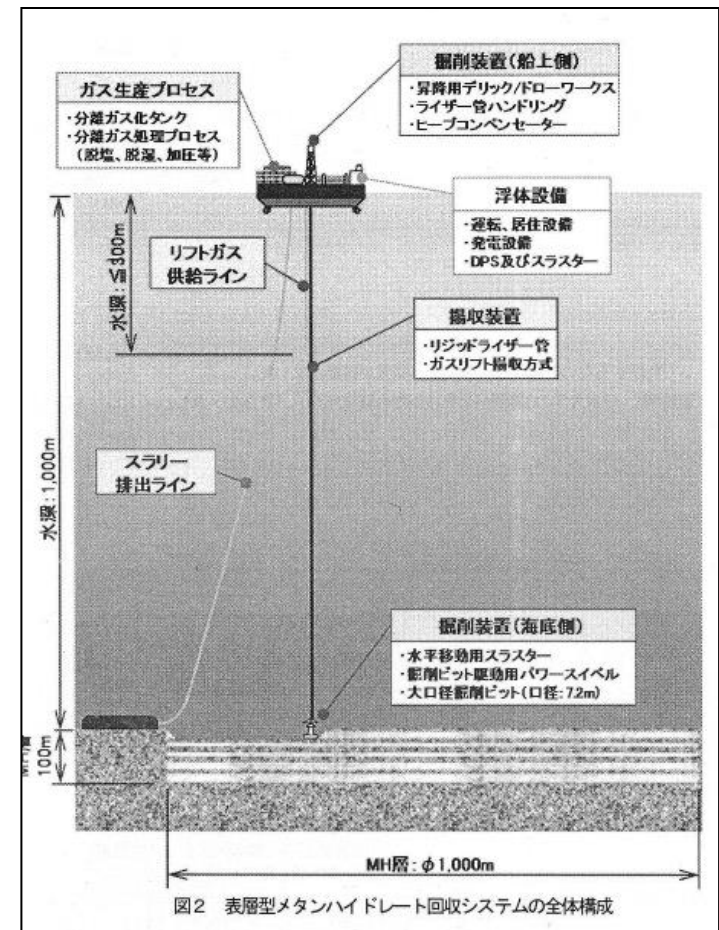 掘削装置(船上側)
・昇降用デリック/ドローワークス
・ライザー管ハンドリング
・ヒーブコンペンセーター
ガス生産プロセス
・分離ガス化タンク
・分離ガス処理プロセス
(脱塩、脱湿、加圧等)
浮体設備
・運転、居住設備
・発電設備
・DPS及びスラスター
水深:≦300m
リフトガス
供給ライン
揚収装置
・リジッドライザー管
・ガスリフト揚収方式
水深:1,000m
スラリー
排出ライン
掘削装置(海底側)
・水平移動用スラスター
・掘削ビット駆動用パワースイベル
・大口径掘削ビット(口径:7.2m)
100m
MH層:φ1,000m
図2 表層型メタンハイドレート回収システムの全体構成